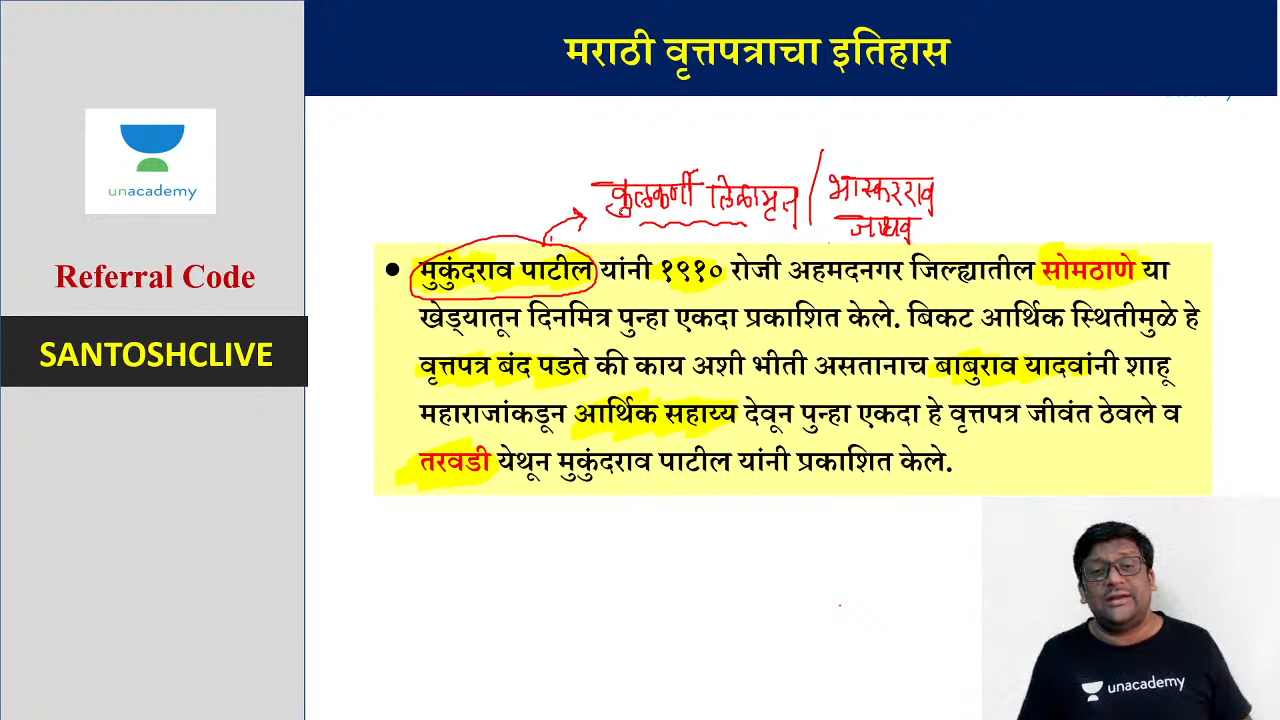 मराठी वृत्तपत्राचा इतिहास
unacademy
Referral Code
SANTOSHCLIVE
कुलकर्णी लिळामृत / भास्करराव
जाधव
• मुकुंदराव पाटील यांनी १९१० रोजी अहमदनगर जिल्ह्यातील सोमठाणे या
खेड्यातून दिनमित्र पुन्हा एकदा प्रकाशित केले. बिकट आर्थिक स्थितीमुळे हे
वृत्तपत्र बंद पडते की काय अशी भीती असतानाच बाबुराव यादवांनी शाहू
महाराजांकडून आर्थिक सहाय्य देवून पुन्हा एकदा हे वृत्तपत्र जीवंत ठेवले व
तरवडी येथून मुकुंदराव पाटील यांनी प्रकाशित केले.
unacademy